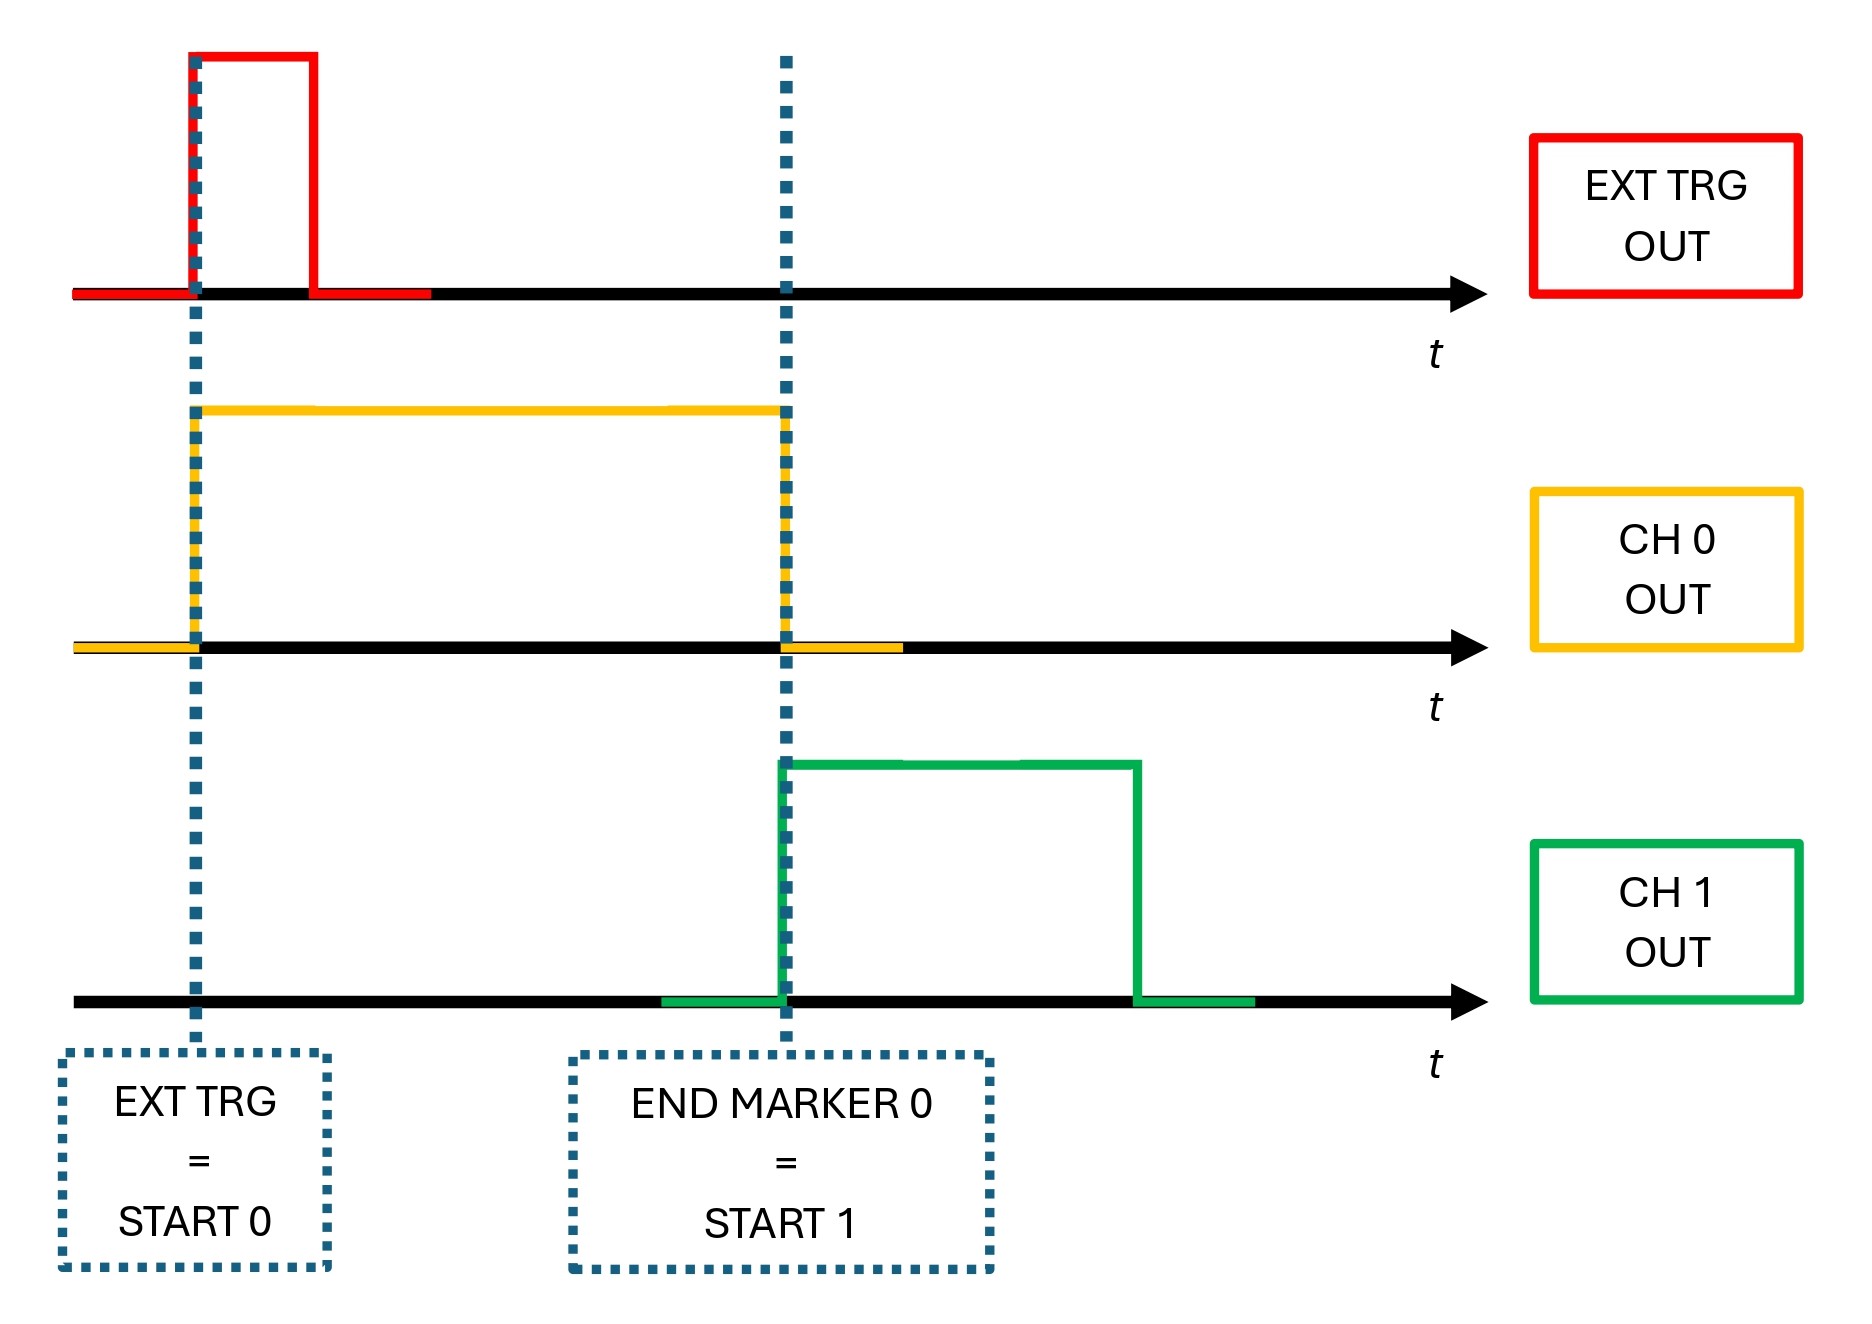 EXT TRG
OUT
t
CH 0
OUT
t
CH 1
OUT
t
EXT TRG
=
START 0
END MARKER 0
=
START 1